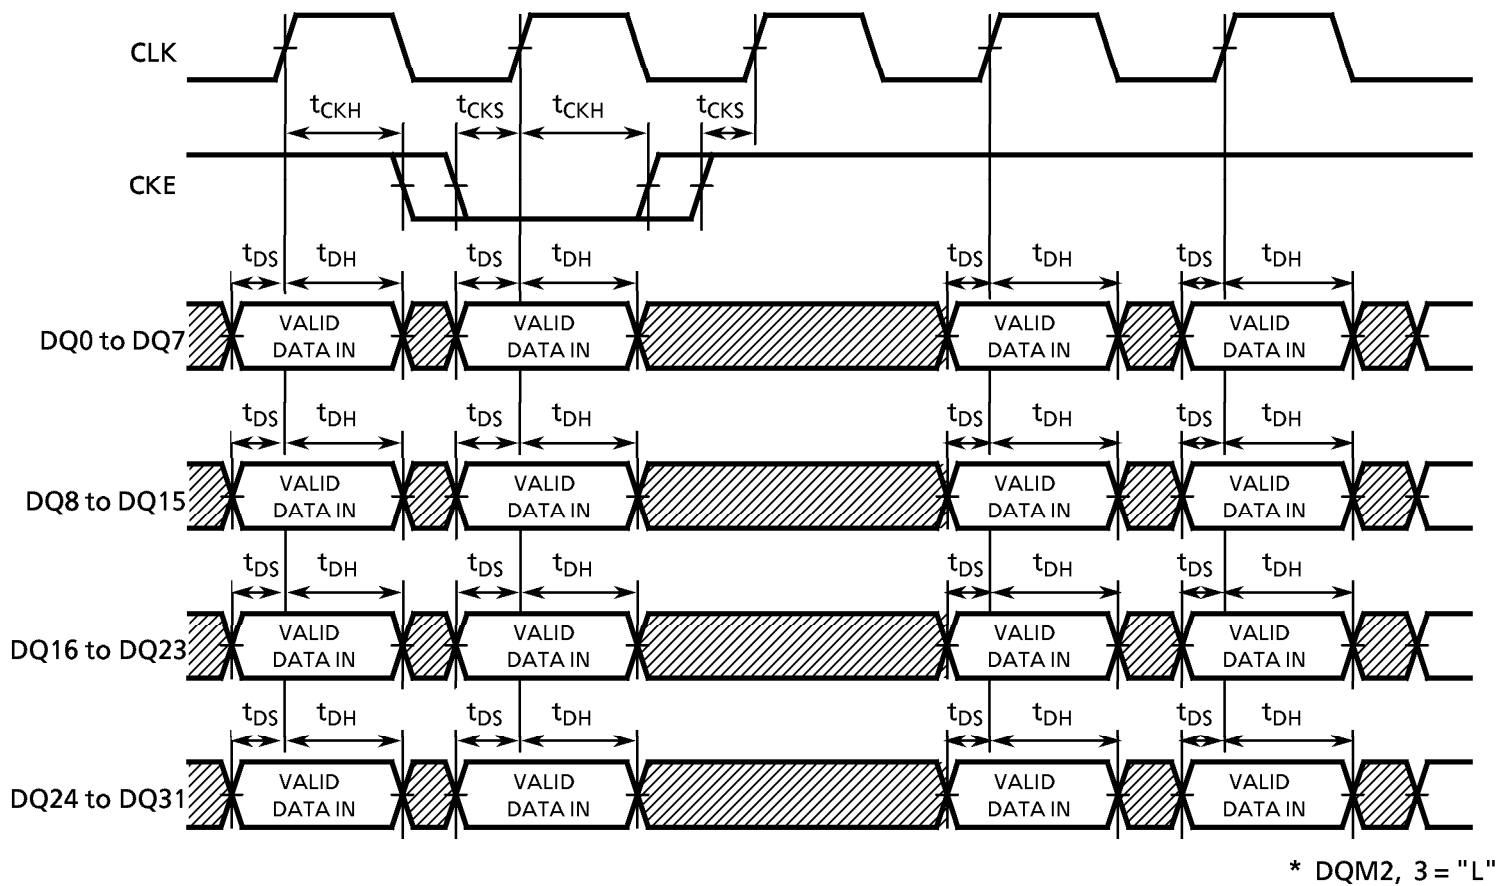 CLK
tCKH tCKS tCKH tCKS
CKE
tDS tDH tDS tDH tDS tDH tDS tDH
DQ0 to DQ7
VALID DATA IN
VALID DATA IN
VALID DATA IN
VALID DATA IN
tDS tDH tDS tDH tDS tDH tDS tDH
DQ8 to DQ15
VALID DATA IN
VALID DATA IN
VALID DATA IN
VALID DATA IN
tDS tDH tDS tDH tDS tDH tDS tDH
DQ16 to DQ23
VALID DATA IN
VALID DATA IN
VALID DATA IN
VALID DATA IN
tDS tDH tDS tDH tDS tDH tDS tDH
DQ24 to DQ31
VALID DATA IN
VALID DATA IN
VALID DATA IN
VALID DATA IN
* DQM2, 3 = "L"